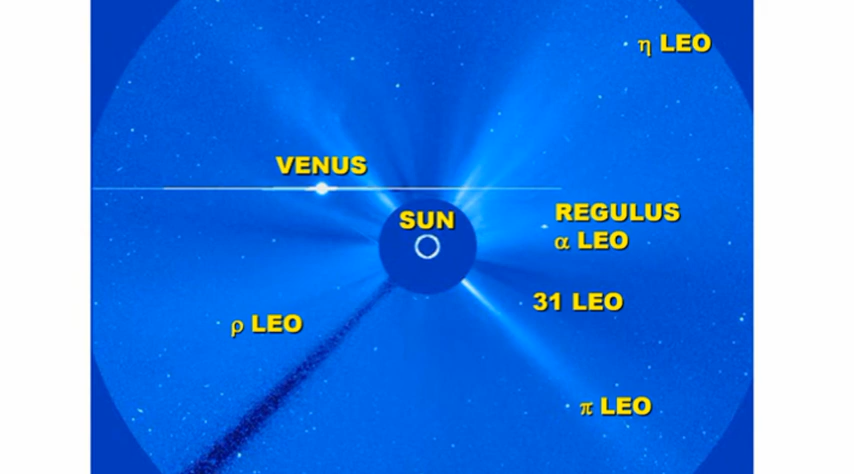 η LEO
VENUS
SUN
REGULUS
α LEO
31 LEO
ρ LEO
π LEO